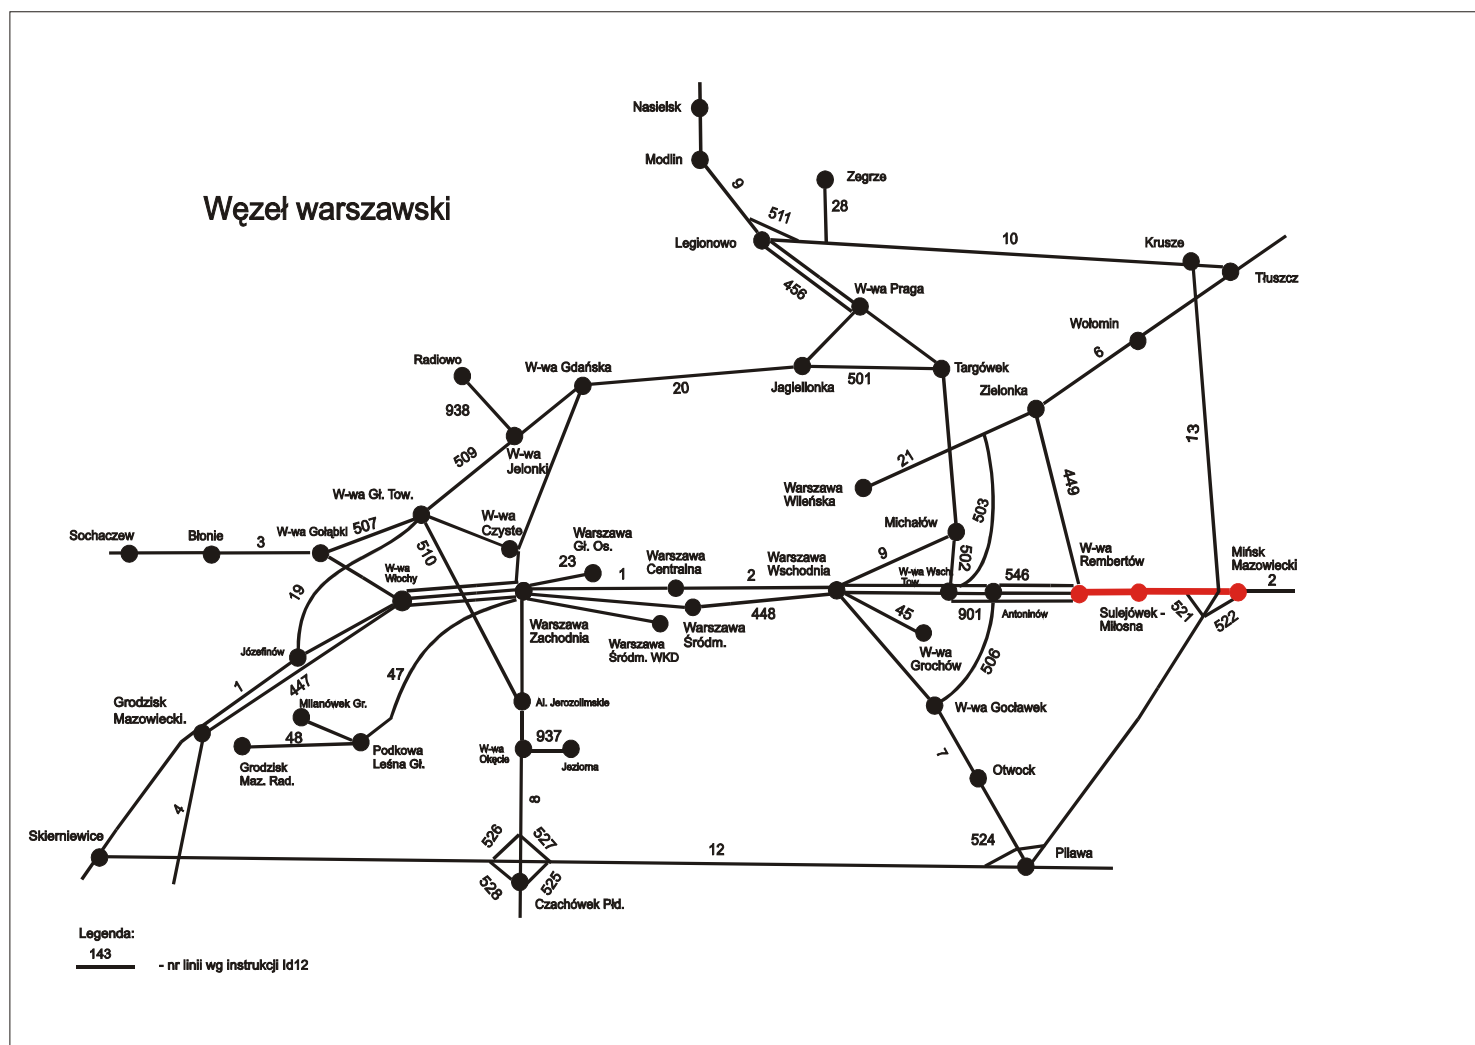 Nasielsk
Modlin
9
Zegrze
28
Węzeł warszawski
511
Legionowo
10
Krusze
Tłuszcz
456
W-wa Praga
Wołomin
6
Radiowo
W-wa Gdańska
20
Jagiellonka
501
Targówek
Zielonka
938
13
W-wa
Jelonki
509
21
449
W-wa Gł. Tow.
Warszawa
Wileńska
503
Sochaczew
Błonie
3
W-wa Gołąbki
507
510
W-wa
Czyste
Michałów
Warszawa
Gł. Os.
23
1
Warszawa
Centralna
2
Warszawa
Wschodnia
9
502
W-wa Wsch.
Tow.
546
W-wa
Rembertów
Mińsk
Mazowiecki
2
W-wa
Włochy
19
901
Antoninów
Sulejówek -
Miłosna
521
522
448
45
Warszawa
Zachodnia
Warszawa
Śródm. WKD
Warszawa
Śródm.
W-wa
Grochów
506
Józefinów
1
447
47
Grodzisk
Mazowiecki.
Milanówek Gr.
48
Al. Jerozolimskie
W-wa Gocławek
Grodzisk
Maz. Rad.
Podkowa
Leśna Gł.
W-wa
Okęcie
937
Jeziorna
7
Otwock
4
8
Skierniewice
526
527
12
524
Pilawa
528
525
Czachówek Płd.
Legenda:
143
- nr linii wg instrukcji Id12